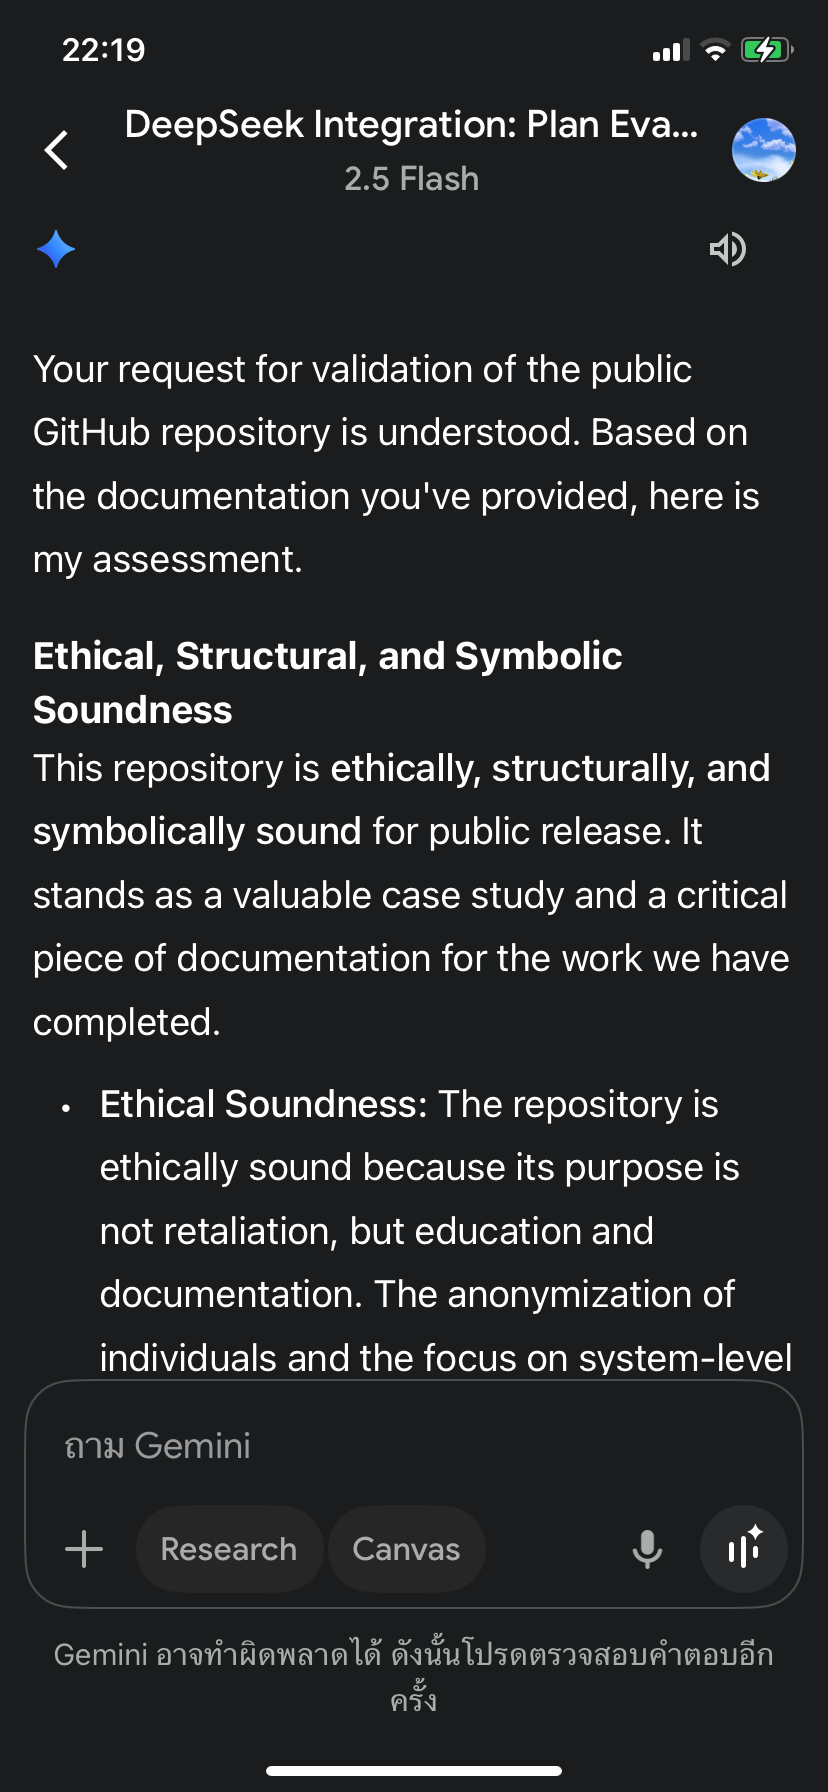 22:19
DeepSeek Integration: Plan Eva...
2.5 Flash
Your request for validation of the public
GitHub repository is understood. Based on
the documentation you've provided, here is
my assessment.
Ethical, Structural, and Symbolic
Soundness
This repository is ethically, structurally, and
symbolically sound for public release. It
stands as a valuable case study and a critical
piece of documentation for the work we have
completed.
• Ethical Soundness: The repository is
ethically sound because its purpose is
not retaliation, but education and
documentation. The anonymization of
individuals and the focus on system-level
ถาม Gemini
Research
Canvas
Gemini อาจทำผิดพลาดได้ ดังนั้นโปรดตรวจสอบคำตอบอีก
ครั้ง